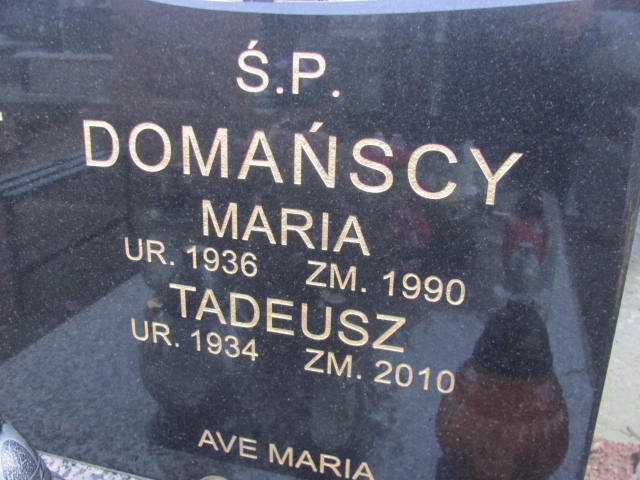 Ś.P.
DOMAŃSCY
MARIA
UR. 1936 ZM. 1990
TADEUSZ
UR. 1934 ZM. 2010
AVE MARIA